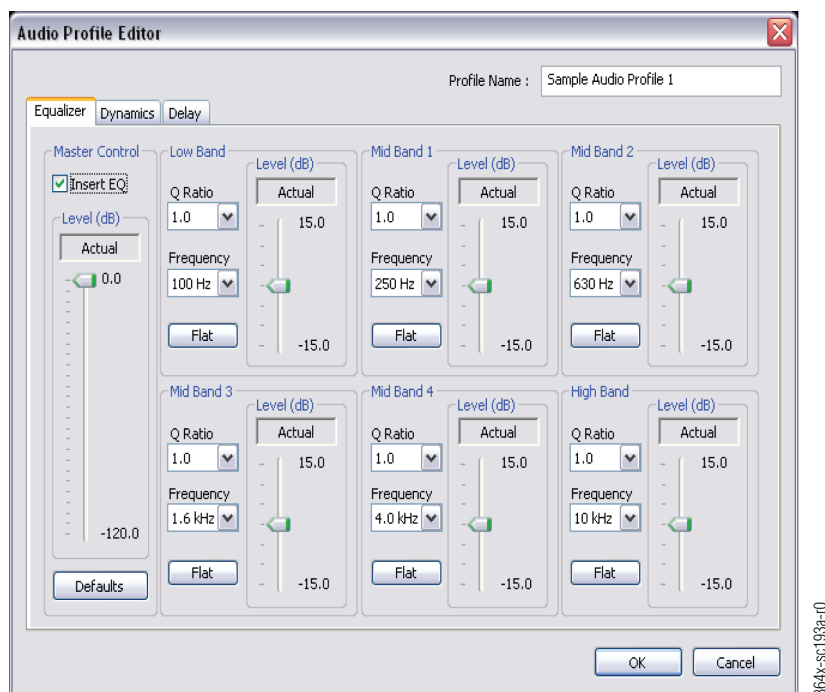 Audio Profile Editor
Profile Name : Sample Audio Profile 1
Equalizer Dynamics Delay
Master Control
Insert EQ
Level (dB)
Actual
0.0
-120.0
Defaults
Low Band
Q Ratio
1.0
Frequency
100 Hz
Flat
Level (dB)
Actual
15.0
-15.0
Mid Band 1
Q Ratio
1.0
Frequency
250 Hz
Flat
Level (dB)
Actual
15.0
-15.0
Mid Band 2
Q Ratio
1.0
Frequency
630 Hz
Flat
Level (dB)
Actual
15.0
-15.0
Mid Band 3
Q Ratio
1.0
Frequency
1.6 kHz
Flat
Level (dB)
Actual
15.0
-15.0
Mid Band 4
Q Ratio
1.0
Frequency
4.0 kHz
Flat
Level (dB)
Actual
15.0
-15.0
High Band
Q Ratio
1.0
Frequency
10 kHz
Flat
Level (dB)
Actual
15.0
-15.0
OK Cancel